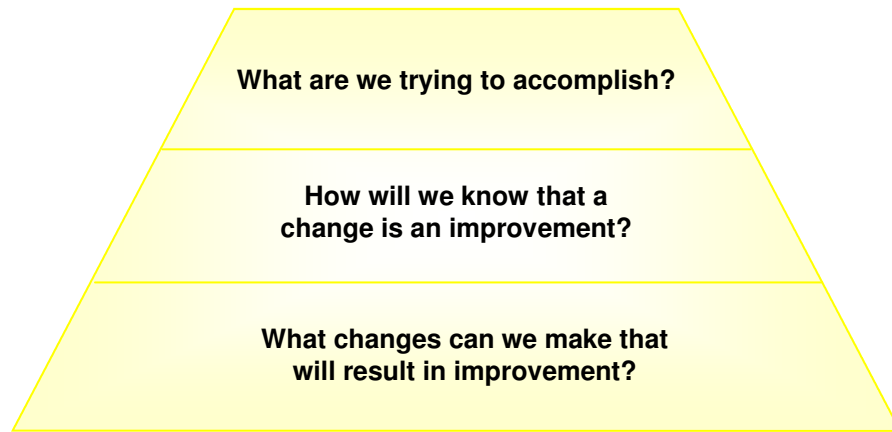 What are we trying to accomplish?
How will we know that a
change is an improvement?
What changes can we make that
will result in improvement?